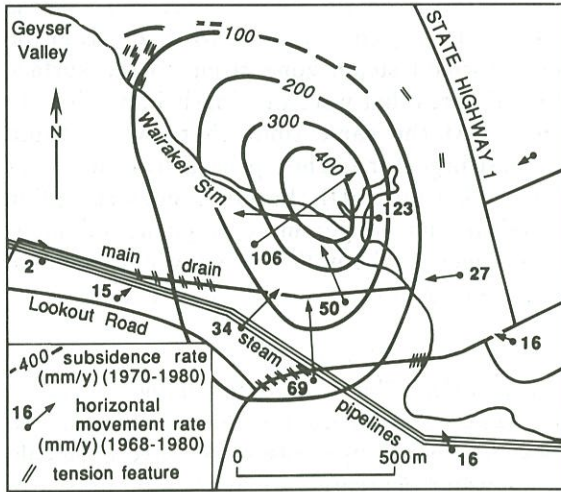 Geyser
Valley
N
100
200
300
400
STATE HIGHWAY 1
Wairakei Stm
123
106
main drain
2
15
27
Lookout Road
34
50
16
steam pipelines
69
16
400 subsidence rate
(mm/y) (1970-1980)
16 horizontal
movement rate
(mm/y) (1968-1980)
// tension feature
0 500m